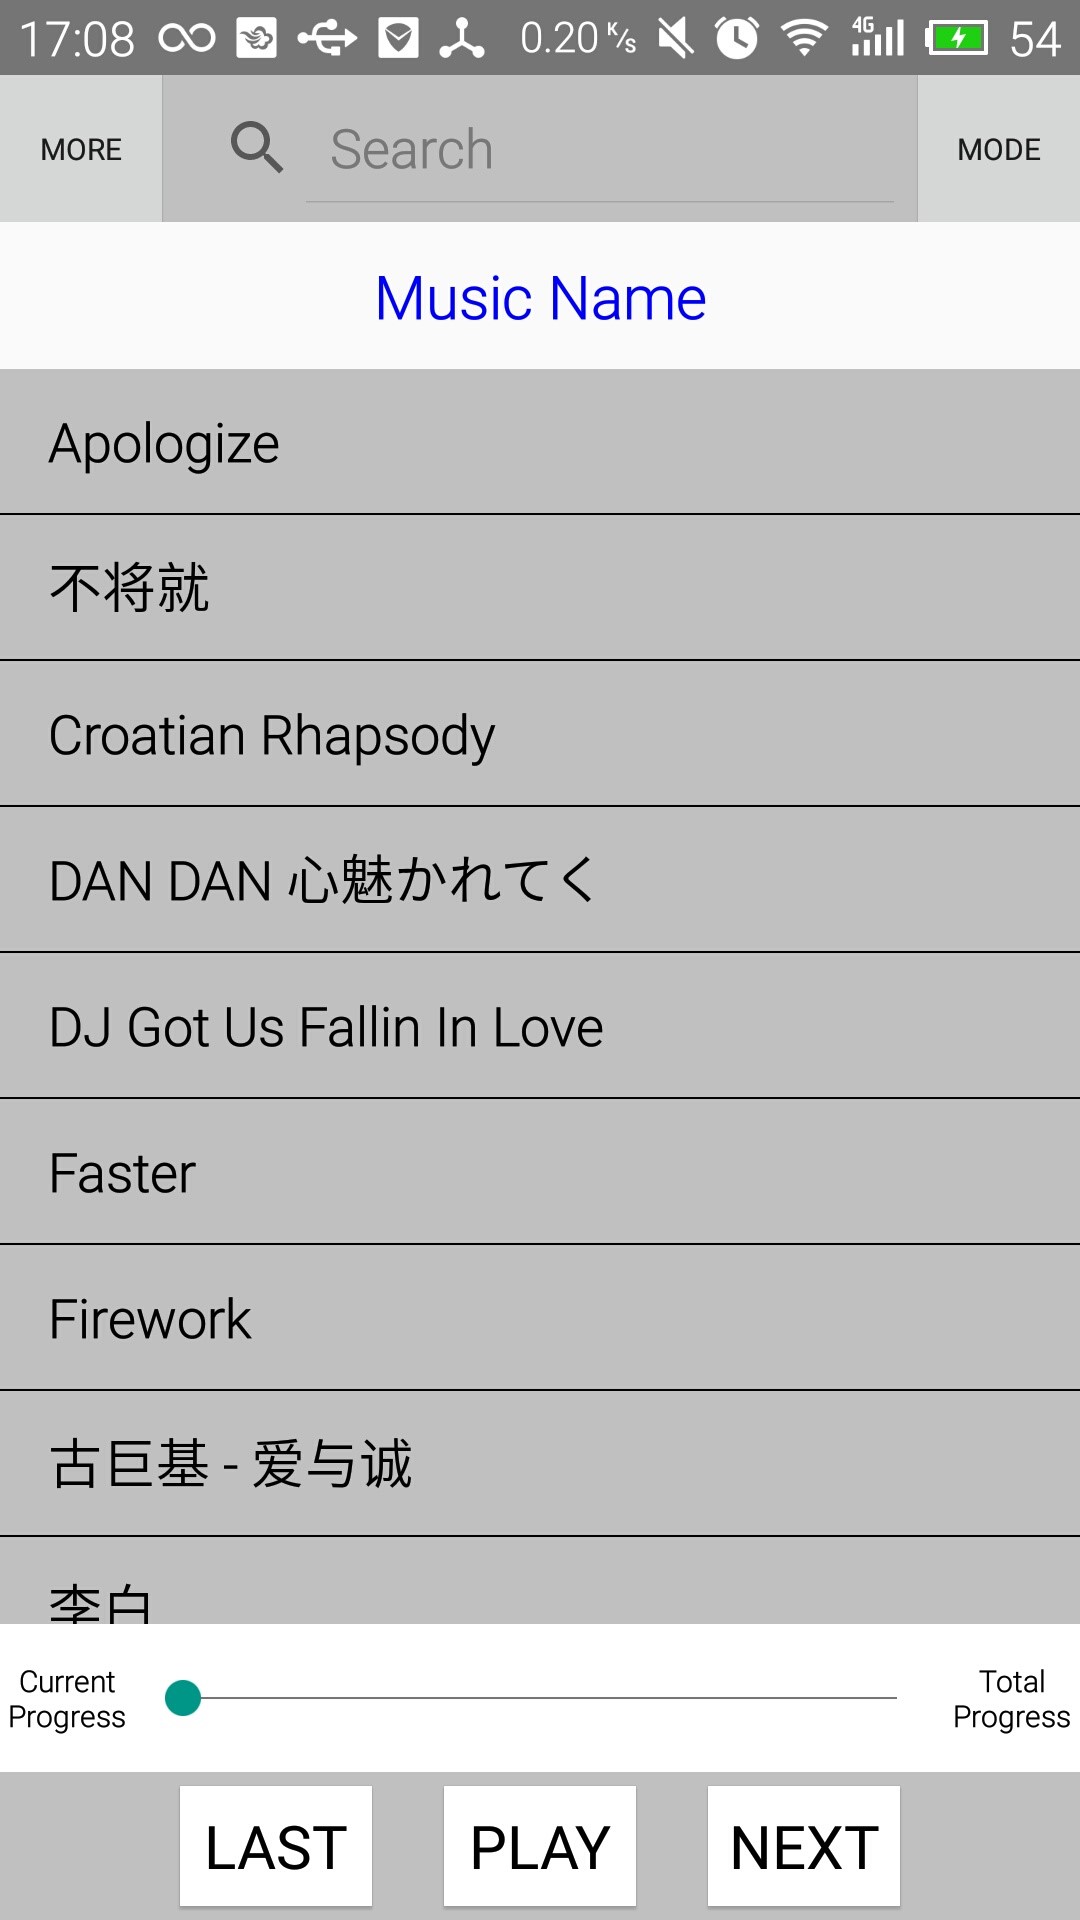 17:08 0.20 K/s 4G 54
MORE Search MODE
Music Name
Apologize
不将就
Croatian Rhapsody
DAN DAN 心魅かれてく
DJ Got Us Fallin In Love
Faster
Firework
古巨基 - 爱与诚
李白
Current
Progress
Total
Progress
LAST PLAY NEXT